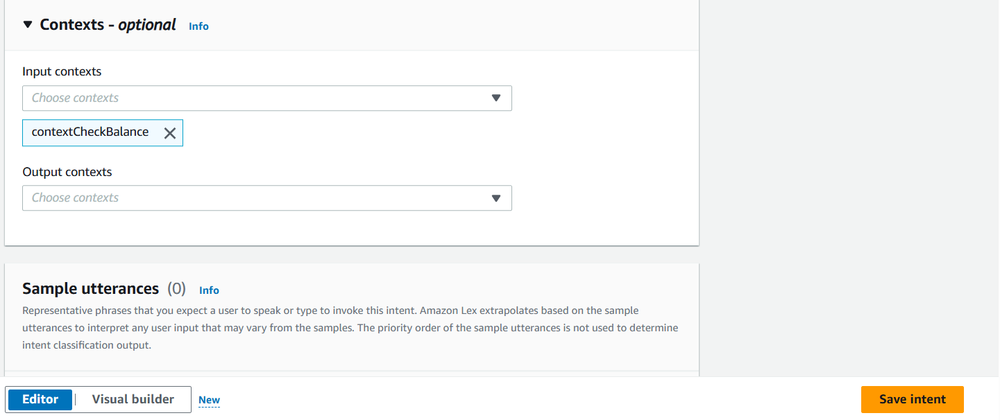 Contexts - optional Info
Input contexts
Choose contexts
contextCheckBalance
Output contexts
Choose contexts
Sample utterances (0) Info
Representative phrases that you expect a user to speak or type to invoke this intent. Amazon Lex extrapolates based on the sample
utterances to interpret any user input that may vary from the samples. The priority order of the sample utterances is not used to determine
intent classification output.
Editor | Visual builder New Save intent